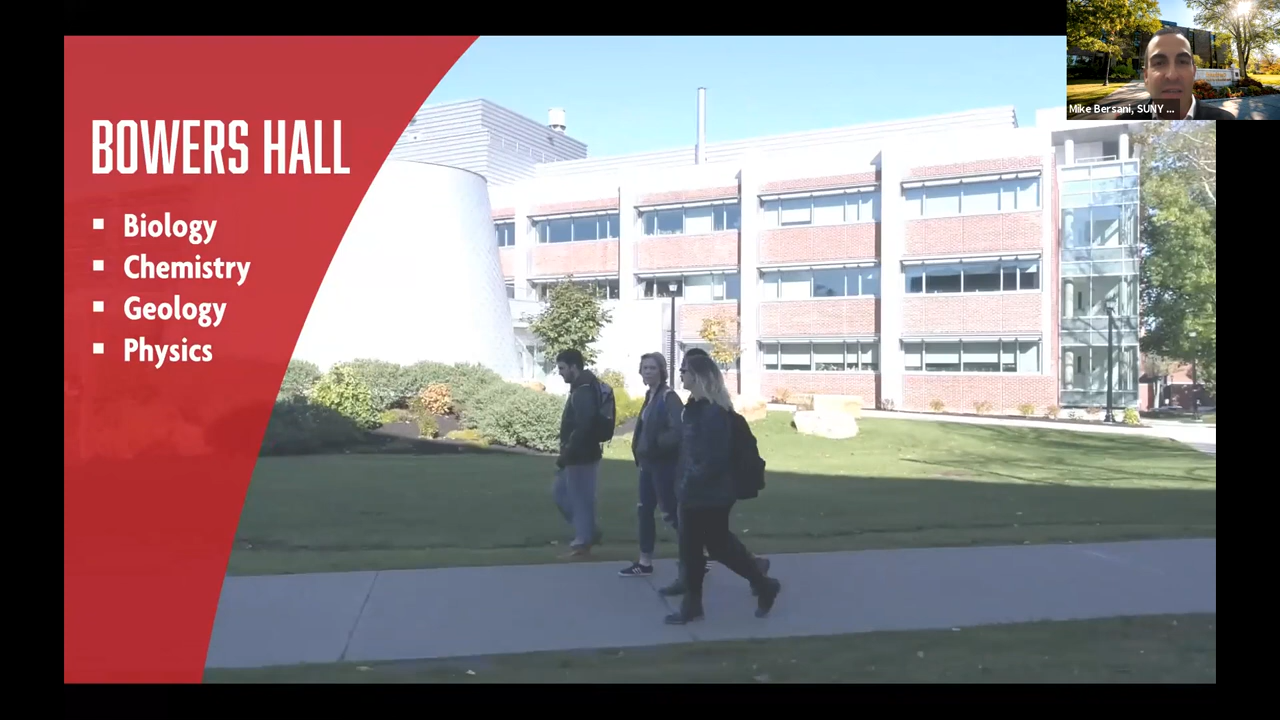 BOWERS HALL
▪ Biology
▪ Chemistry
▪ Geology
▪ Physics
Mike Bersani, SUNY ...